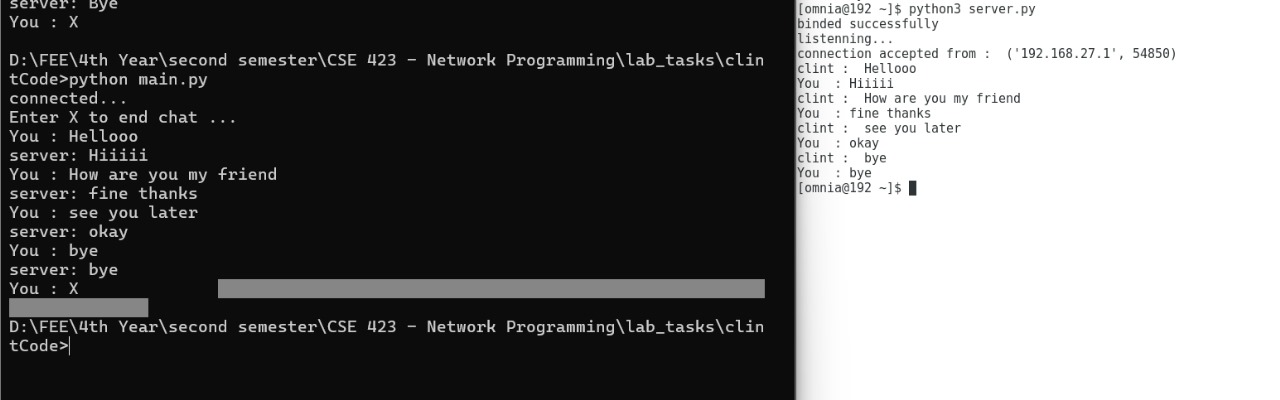 server: Bye
You : X
D:\FEE\4th Year\second semester\CSE 423 - Network Programming\lab_tasks\clin
tCode>python main.py
connected...
Enter X to end chat ...
You : Hellooo
server: Hiiiii
You : How are you my friend
server: fine thanks
You : see you later
server: okay
You : bye
server: bye
You : X
D:\FEE\4th Year\second semester\CSE 423 - Network Programming\lab_tasks\clin
tCode>
[omnia@192 ~]$ python3 server.py
binded successfully
listenning...
connection accepted from :  ('192.168.27.1', 54850)
clint :  Hellooo
You  : Hiiiii
clint :  How are you my friend
You  : fine thanks
clint :  see you later
You  : okay
clint :  bye
You  : bye
[omnia@192 ~]$